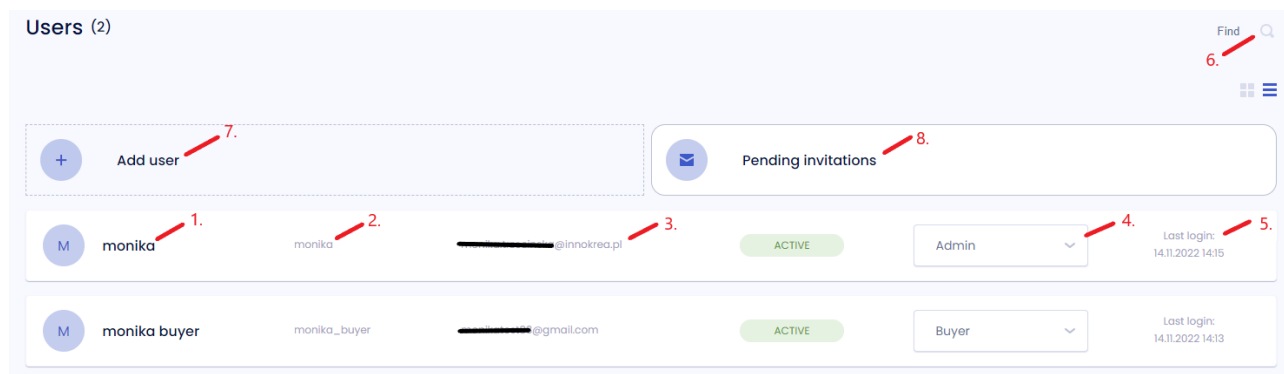 Users (2)
Find
6.
7.
Add user
8.
Pending invitations
1.
2.
3.
4.
5.
M monika monika @innokrea.pl ACTIVE Admin Last login:
14.11.2022 14:15
M monika buyer monika_buyer @gmail.com ACTIVE Buyer Last login:
14.11.2022 14:13